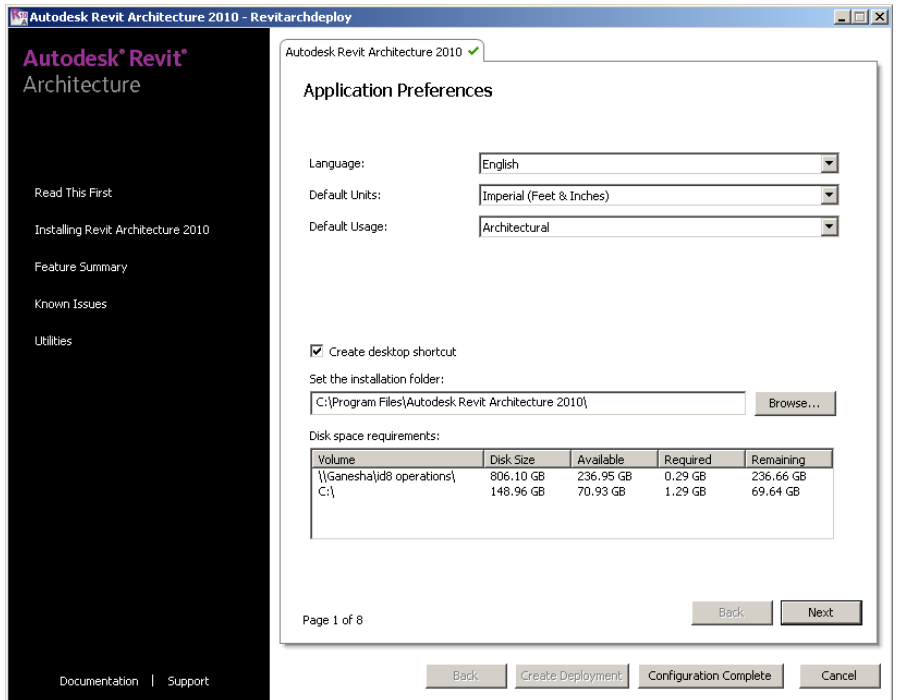 Autodesk Revit Architecture 2010 - Revitarchdeploy
Autodesk® Revit®
Architecture
Read This First
Installing Revit Architecture 2010
Feature Summary
Known Issues
Utilities
Documentation | Support
Autodesk Revit Architecture 2010
Application Preferences
Language: English
Default Units: Imperial (Feet & Inches)
Default Usage: Architectural
Create desktop shortcut
Set the installation folder:
C:\Program Files\Autodesk Revit Architecture 2010\ Browse...
Disk space requirements:
Volume Disk Size Available Required Remaining
\\Ganesha\id8 operations\ 806.10 GB 236.95 GB 0.29 GB 236.66 GB
C:\ 148.96 GB 70.93 GB 1.29 GB 69.64 GB
Page 1 of 8 Back Next
Back Create Deployment Configuration Complete Cancel